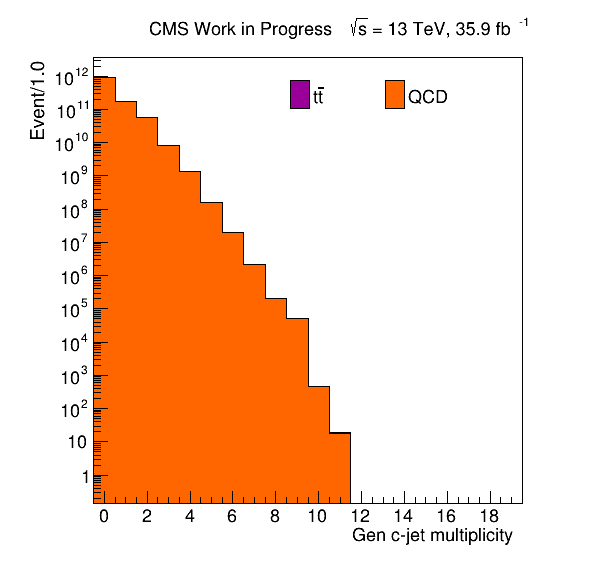 CMS Work in Progress √s = 13 TeV, 35.9 fb⁻¹
Event/1.0
tt̄
QCD
10¹²
10¹¹
10¹⁰
10⁹
10⁸
10⁷
10⁶
10⁵
10⁴
10³
10²
10
1
0 2 4 6 8 10 12 14 16 18
Gen c-jet multiplicity